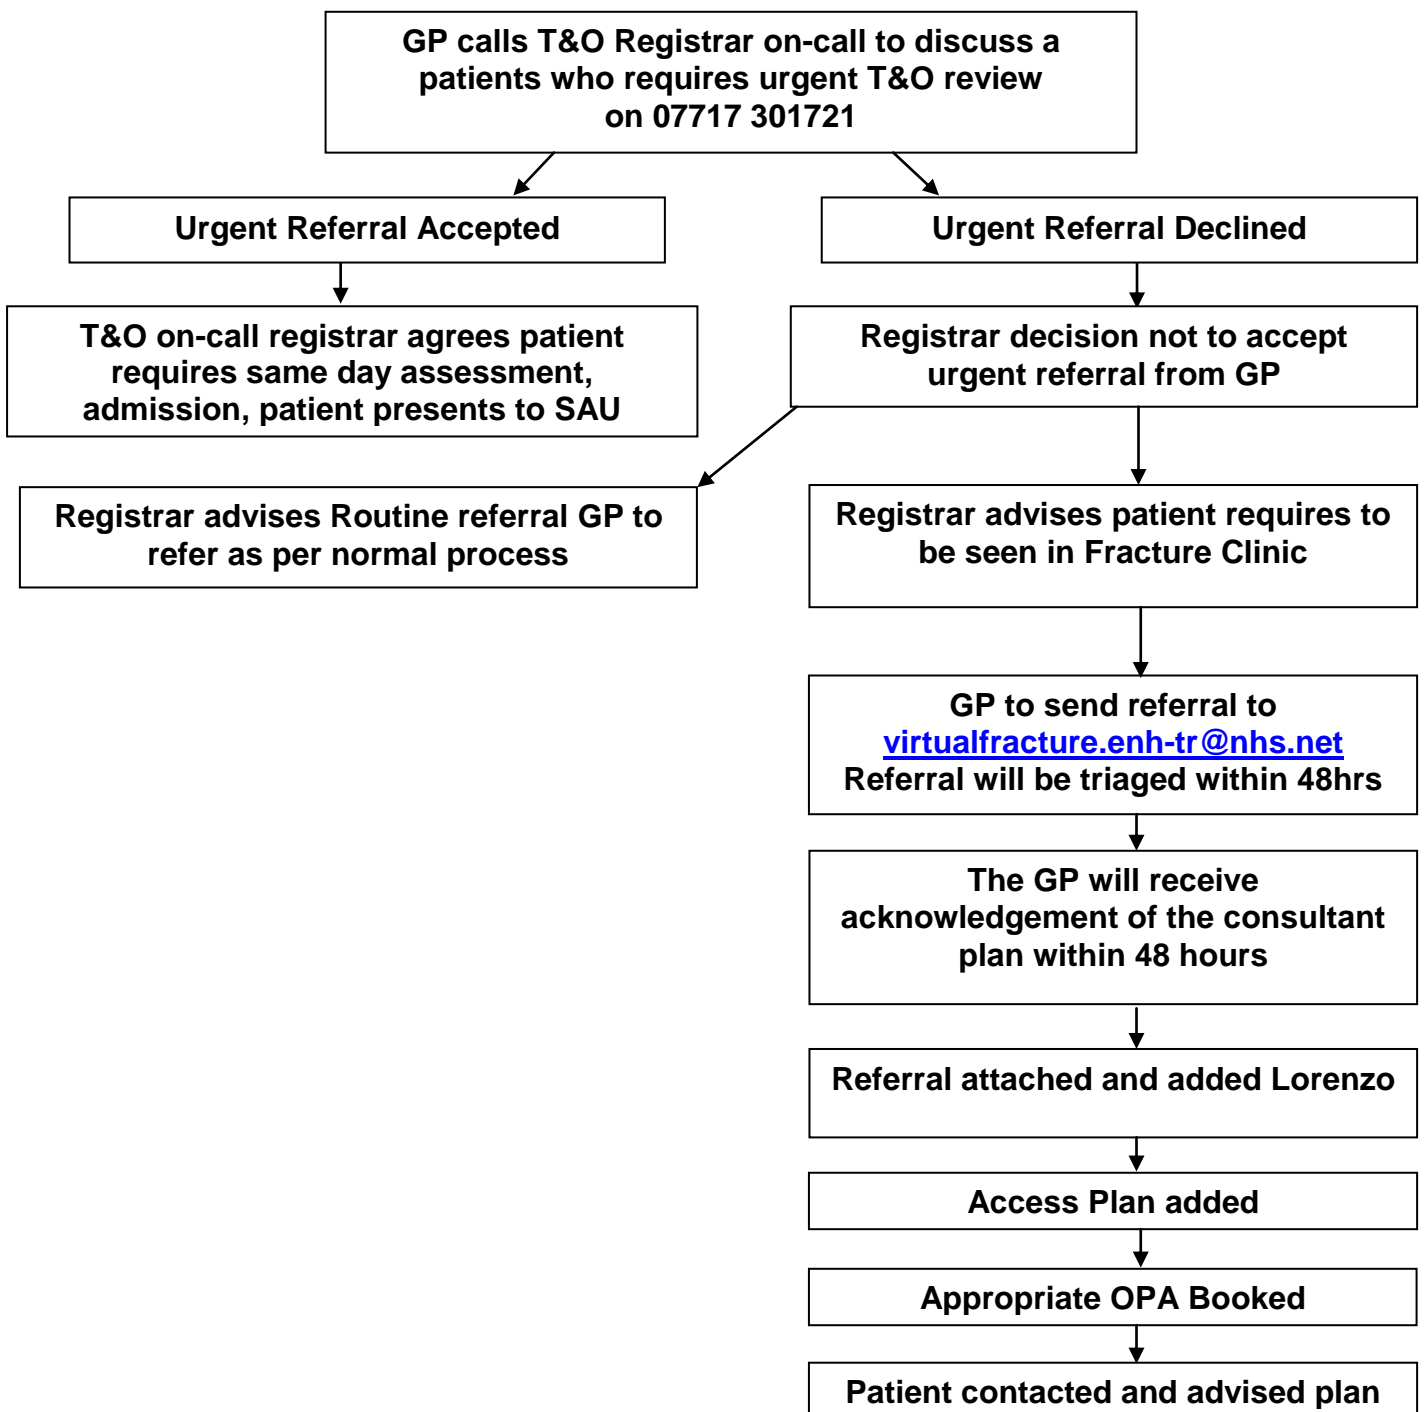 GP calls T&O Registrar on-call to discuss a
patients who requires urgent T&O review
on 07717 301721
Urgent Referral Accepted
Urgent Referral Declined
T&O on-call registrar agrees patient
requires same day assessment,
admission, patient presents to SAU
Registrar decision not to accept
urgent referral from GP
Registrar advises Routine referral GP to
refer as per normal process
Registrar advises patient requires to
be seen in Fracture Clinic
GP to send referral to
virtualfracture.enh-tr@nhs.net
Referral will be triaged within 48hrs
The GP will receive
acknowledgement of the consultant
plan within 48 hours
Referral attached and added Lorenzo
Access Plan added
Appropriate OPA Booked
Patient contacted and advised plan